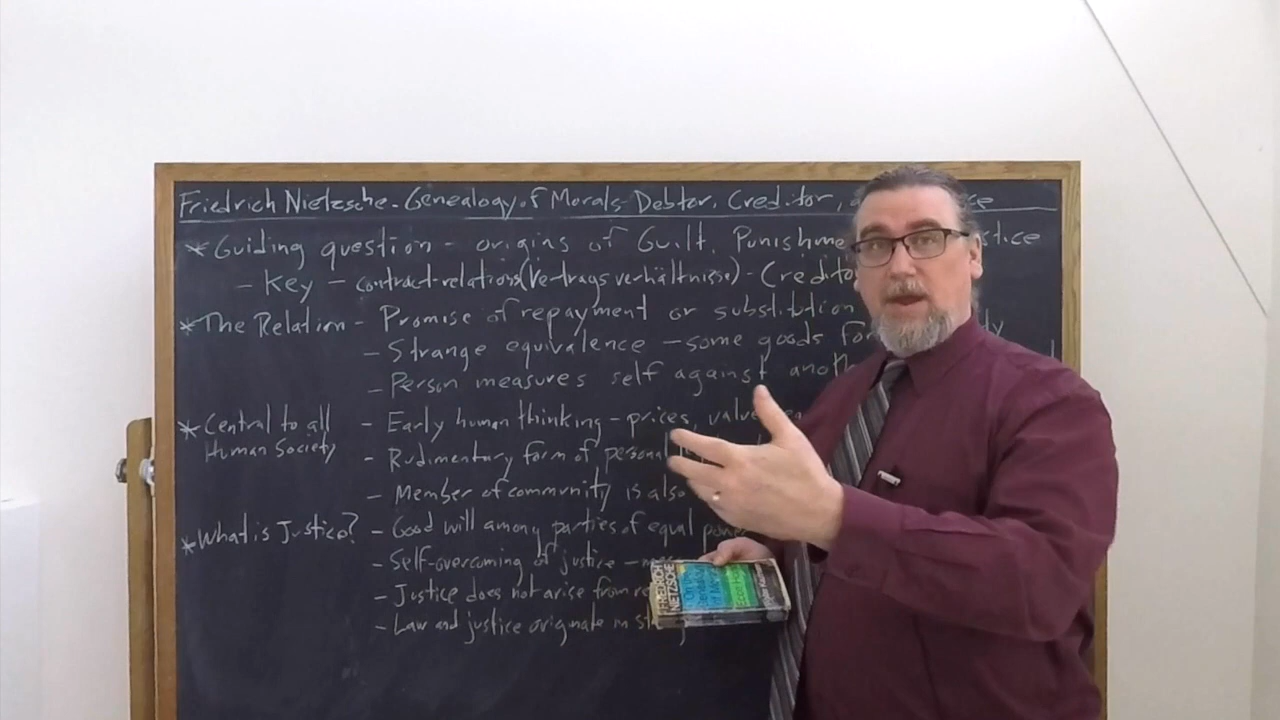 Friedrich Nietzsche - Genealogy of Morals - Debtor, Creditor,
* Guiding question - origins of Guilt, Punishme stice
- Key - contract-relations (Vertragsverhältnisse) - Credito
* The Relation - Promise of repayment or substitution
- Strange equivalence - some goods for
- Person measures self against anoth
* Central to all Human Society
- Early human thinking - prices, value
- Rudimentary form of personal
- Member of community is also
* What is Justice? - Good will among parties of equal power
- Self-overcoming of justice -
- Justice does not arise from re
- Law and justice originate in
FRIEDRICH NIETZSCHE